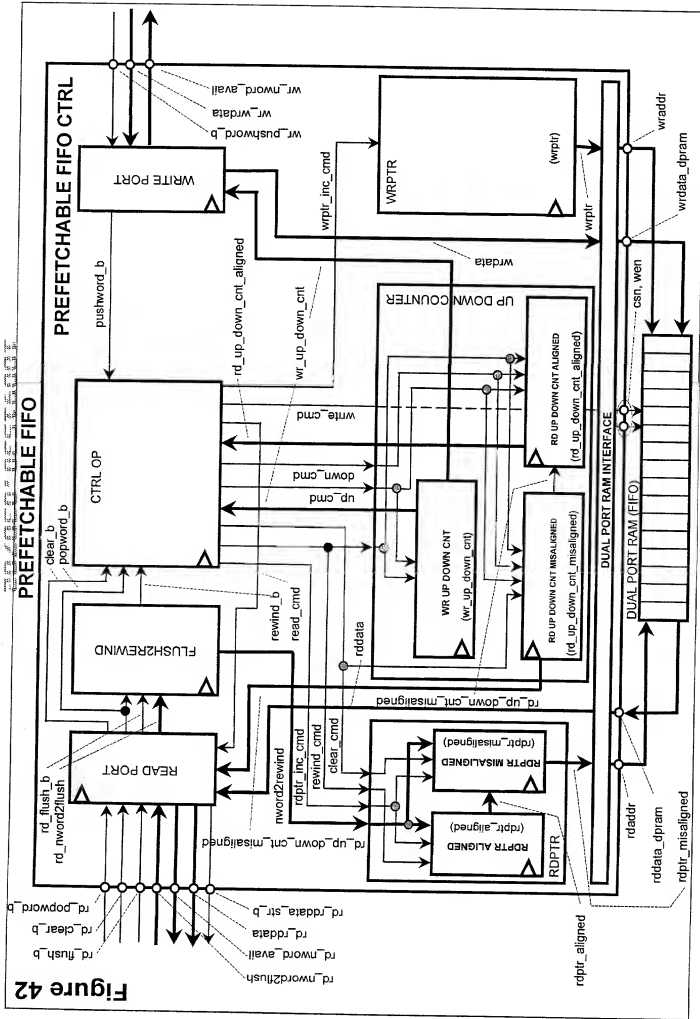 Figure 42
PREFETCHABLE FIFO
PREFETCHABLE FIFO CTRL
wr_nword_avail
wr_wrdata
wr_pushword_b
WRITE PORT
pushword_b
CTRL OP
clear_b
popword_b
FLUSH2REWIND
rewind_b
read_cmd
READ PORT
rd_flush_b
rd_nword2flush
rd_popword_b
rd_clear_b
rd_flush_b
rd_nword2flush
rd_nword_avail
rd_rddata
rd_rddata_str_b
wrptr_inc_cmd
rd_up_down_cnt_aligned
wr_up_down_cnt
write_cmd
down_cmd
up_cmd
rddata
nword2rewind
rdptr_inc_cmd
rewind_cmd
clear_cmd
rd_up_down_cnt_misaligned
rd_up_down_cnt_misaligned
wrdata
WRPTR
(wrptr)
wrptr
UP DOWN COUNTER
WR UP DOWN CNT
(wr_up_down_cnt)
RD UP DOWN CNT ALIGNED
(rd_up_down_cnt_aligned)
RD UP DOWN CNT MISALIGNED
(rd_up_down_cnt_misaligned)
RDPTR MISALIGNED
(rdptr_misaligned)
RDPTR ALIGNED
(rdptr_aligned)
RDPTR
DUAL PORT RAM INTERFACE
DUAL PORT RAM (FIFO)
wraddr
wrdata_dpram
csn, wen
rdaddr
rddata_dpram
rdptr_misaligned
rdptr_aligned